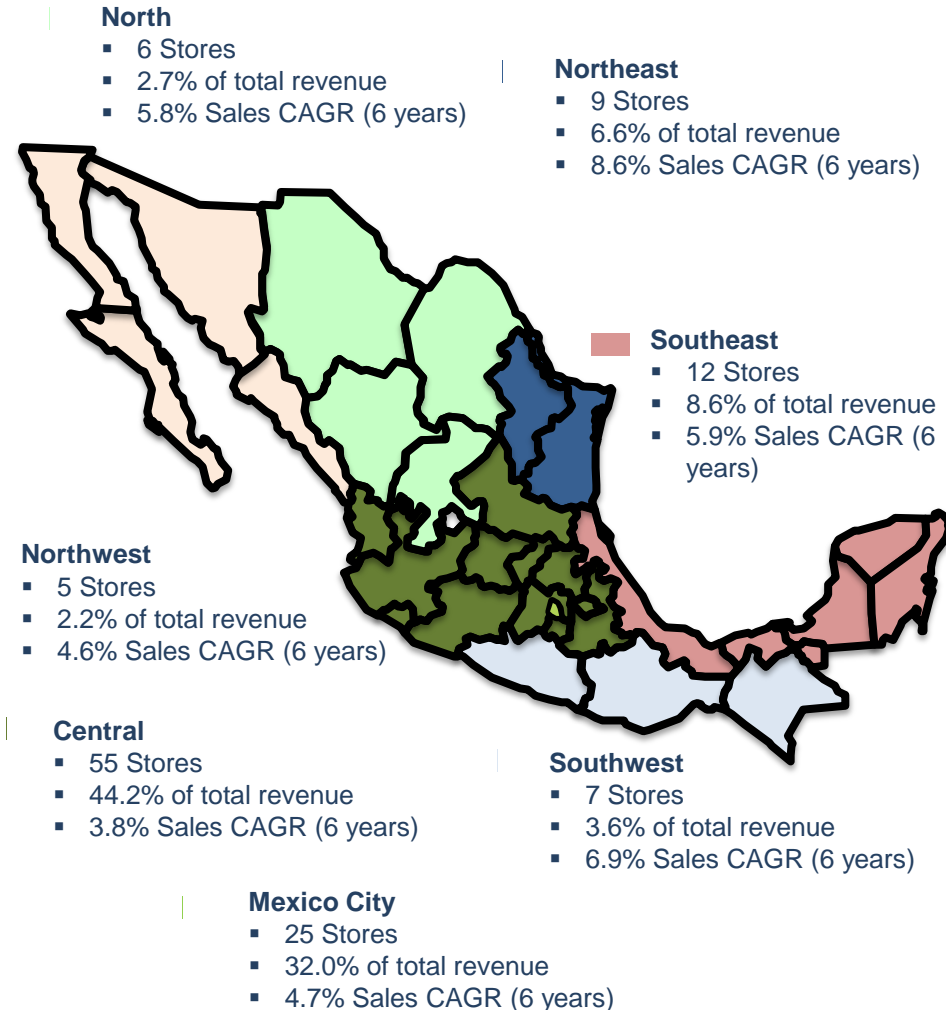 North
▪ 6 Stores
▪ 2.7% of total revenue
▪ 5.8% Sales CAGR (6 years)
Northeast
▪ 9 Stores
▪ 6.6% of total revenue
▪ 8.6% Sales CAGR (6 years)
Southeast
▪ 12 Stores
▪ 8.6% of total revenue
▪ 5.9% Sales CAGR (6
years)
Northwest
▪ 5 Stores
▪ 2.2% of total revenue
▪ 4.6% Sales CAGR (6 years)
Central
▪ 55 Stores
▪ 44.2% of total revenue
▪ 3.8% Sales CAGR (6 years)
Southwest
▪ 7 Stores
▪ 3.6% of total revenue
▪ 6.9% Sales CAGR (6 years)
Mexico City
▪ 25 Stores
▪ 32.0% of total revenue
▪ 4.7% Sales CAGR (6 years)